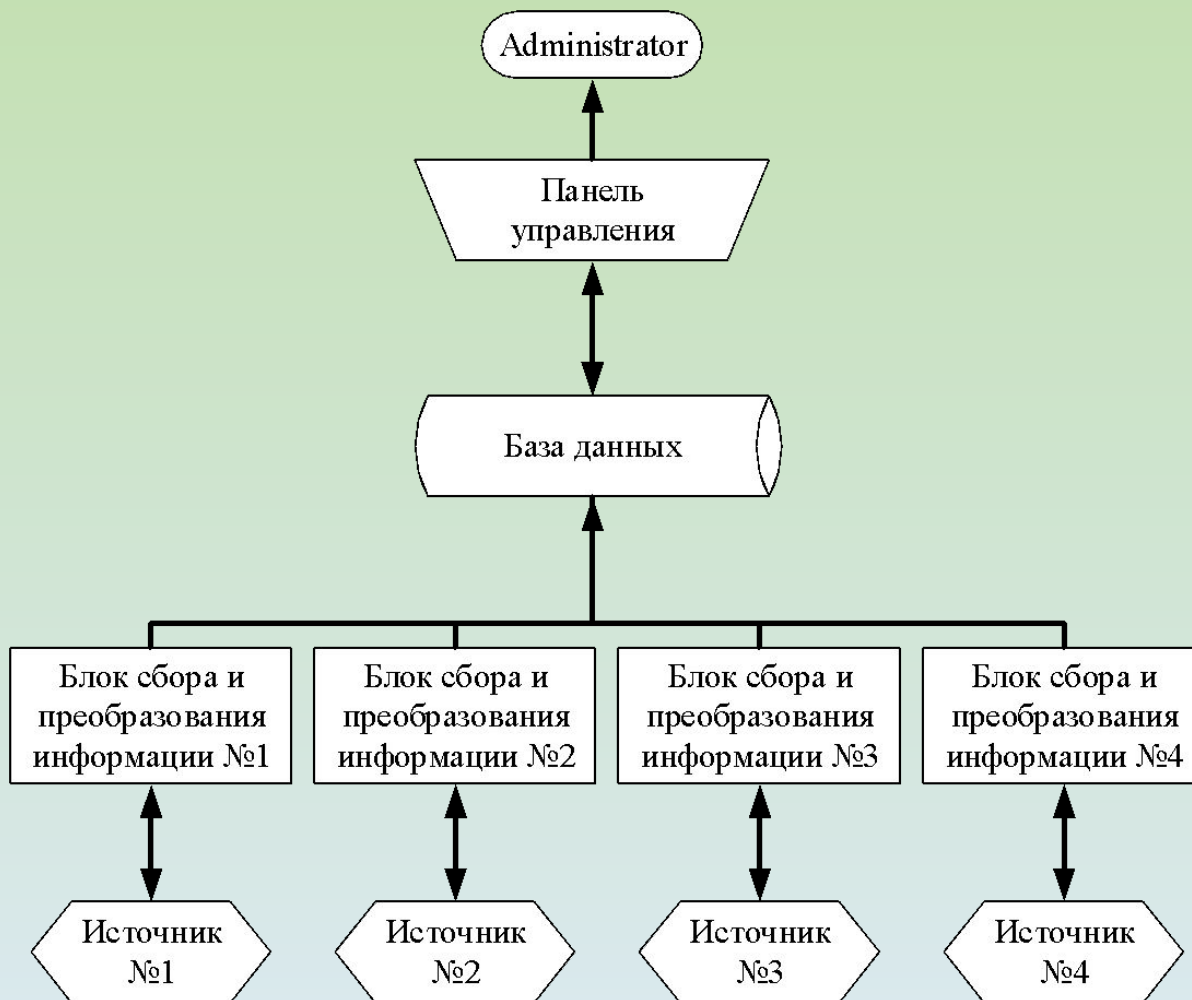 Administrator
Панель
управления
База данных
Блок сбора и
преобразования
информации №1
Блок сбора и
преобразования
информации №2
Блок сбора и
преобразования
информации №3
Блок сбора и
преобразования
информации №4
Источник
№1
Источник
№2
Источник
№3
Источник
№4